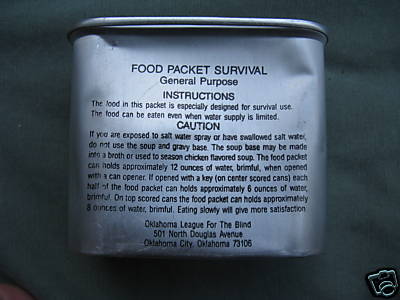 FOOD PACKET SURVIVAL
General Purpose
INSTRUCTIONS
The food in this packet is especially designed for survival use.
The food can be eaten even when water supply is limited.
CAUTION
If you are exposed to salt water spray or have swallowed salt water,
do not use the soup and gravy base. The soup base may be made
into a broth or used to season chicken flavored soup. The food packet
can holds approximately 12 ounces of water, brimful, when opened
with a can opener. If opened with a key (on center scored cans) each
half of the food packet can holds approximately 6 ounces of water,
brimful. On top scored cans the food packet can holds approximately
8 ounces of water, brimful. Eating slowly will give more satisfaction.
Oklahoma League For The Blind
501 North Douglas Avenue
Oklahoma City, Oklahoma 73106